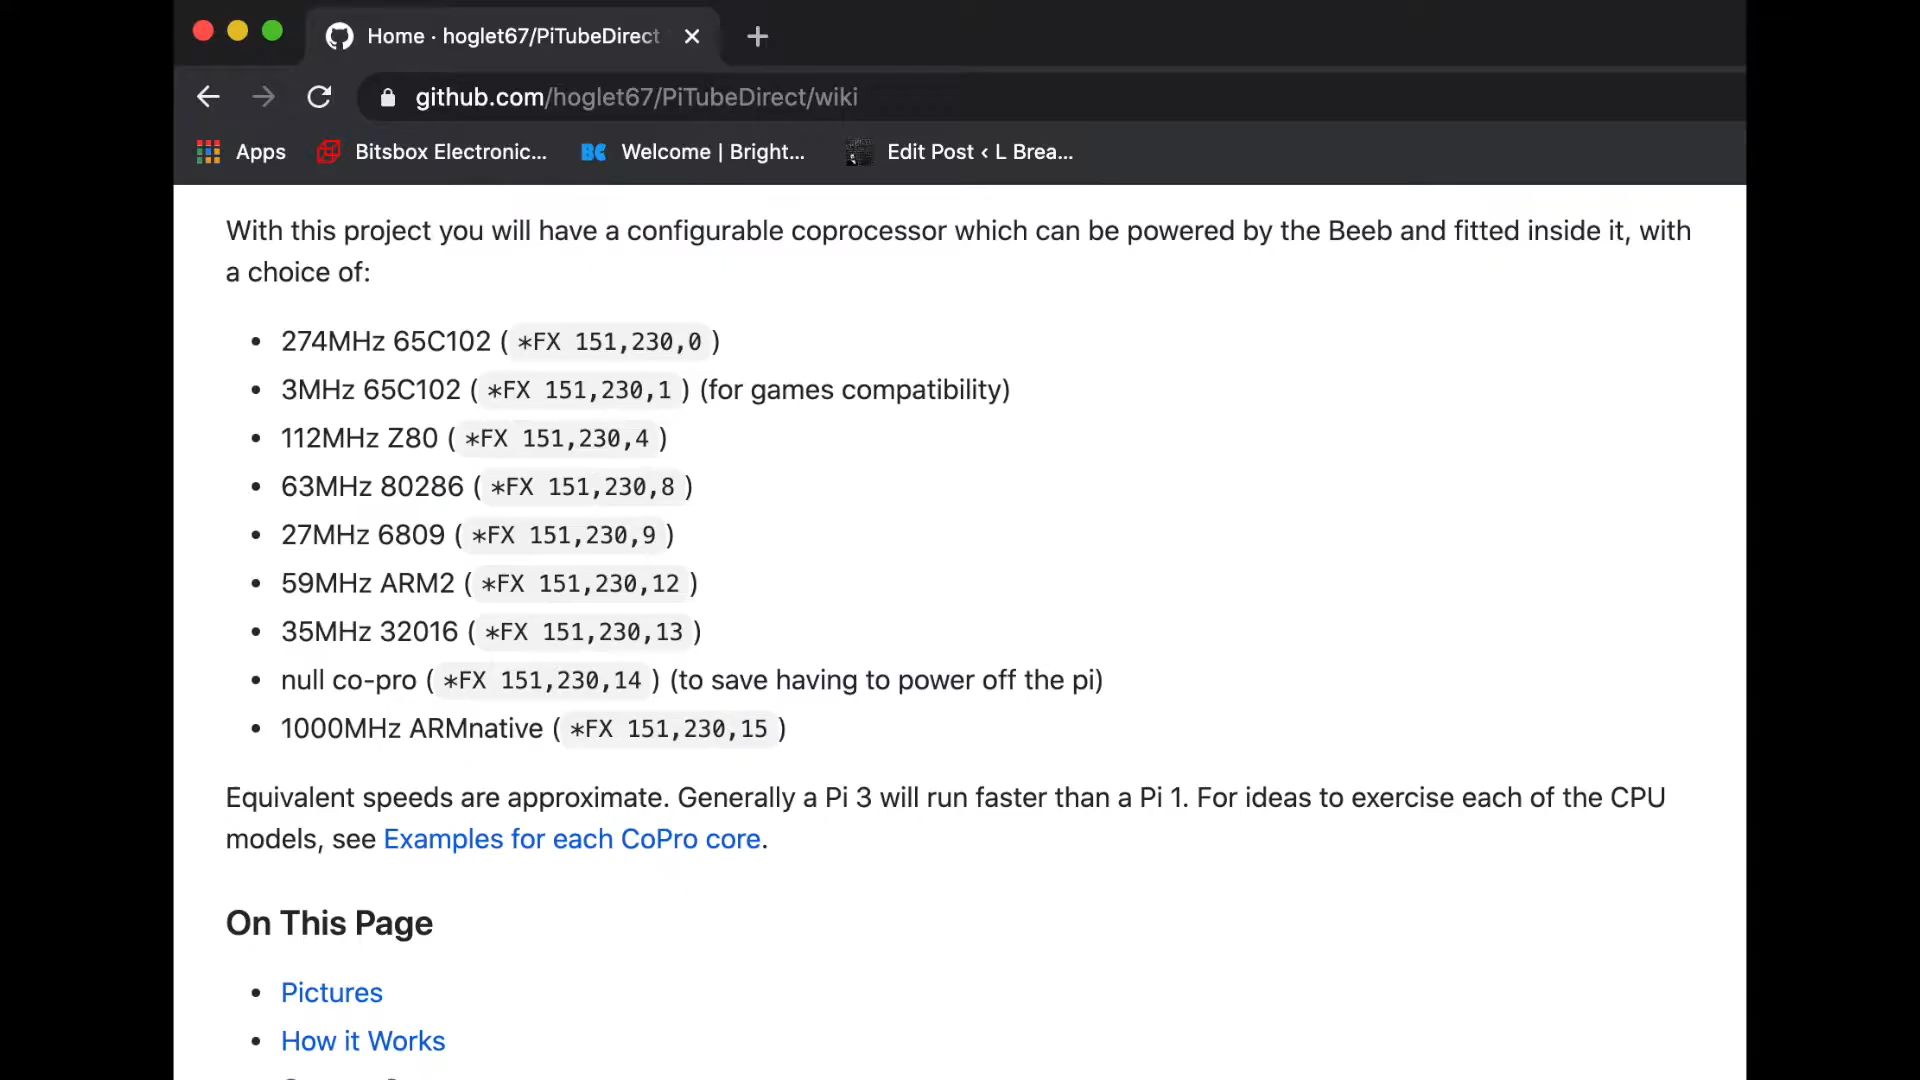 Home · hoglet67/PiTubeDirect
github.com/hoglet67/PiTubeDirect/wiki
Apps Bitsbox Electronic... BC Welcome | Bright... Edit Post ‹ L Brea...
With this project you will have a configurable coprocessor which can be powered by the Beeb and fitted inside it, with
a choice of:
• 274MHz 65C102 ( *FX 151,230,0 )
• 3MHz 65C102 ( *FX 151,230,1 ) (for games compatibility)
• 112MHz Z80 ( *FX 151,230,4 )
• 63MHz 80286 ( *FX 151,230,8 )
• 27MHz 6809 ( *FX 151,230,9 )
• 59MHz ARM2 ( *FX 151,230,12 )
• 35MHz 32016 ( *FX 151,230,13 )
• null co-pro ( *FX 151,230,14 ) (to save having to power off the pi)
• 1000MHz ARMnative ( *FX 151,230,15 )
Equivalent speeds are approximate. Generally a Pi 3 will run faster than a Pi 1. For ideas to exercise each of the CPU
models, see Examples for each CoPro core.
On This Page
• Pictures
• How it Works